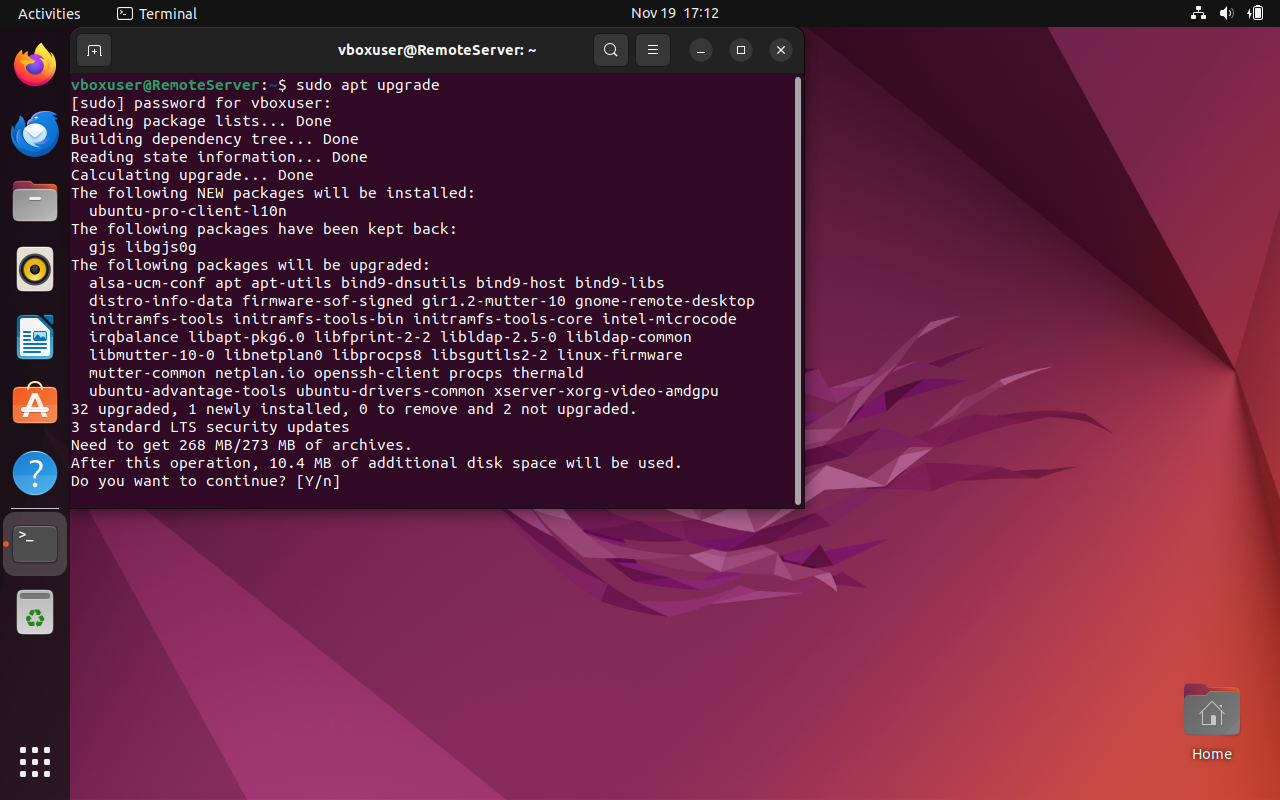 Activities
Terminal
Nov 19 17:12
vboxuser@RemoteServer: ~
vboxuser@RemoteServer:~$ sudo apt upgrade
[sudo] password for vboxuser:
Reading package lists... Done
Building dependency tree... Done
Reading state information... Done
Calculating upgrade... Done
The following NEW packages will be installed:
  ubuntu-pro-client-l10n
The following packages have been kept back:
  gjs libgjs0g
The following packages will be upgraded:
  alsa-ucm-conf apt apt-utils bind9-dnsutils bind9-host bind9-libs
  distro-info-data firmware-sof-signed gir1.2-mutter-10 gnome-remote-desktop
  initramfs-tools initramfs-tools-bin initramfs-tools-core intel-microcode
  irqbalance libapt-pkg6.0 libfprint-2-2 libldap-2.5-0 libldap-common
  libmutter-10-0 libnetplan0 libprocps8 libsgutils2-2 linux-firmware
  mutter-common netplan.io openssh-client procps thermald
  ubuntu-advantage-tools ubuntu-drivers-common xserver-xorg-video-amdgpu
32 upgraded, 1 newly installed, 0 to remove and 2 not upgraded.
3 standard LTS security updates
Need to get 268 MB/273 MB of archives.
After this operation, 10.4 MB of additional disk space will be used.
Do you want to continue? [Y/n]
Home